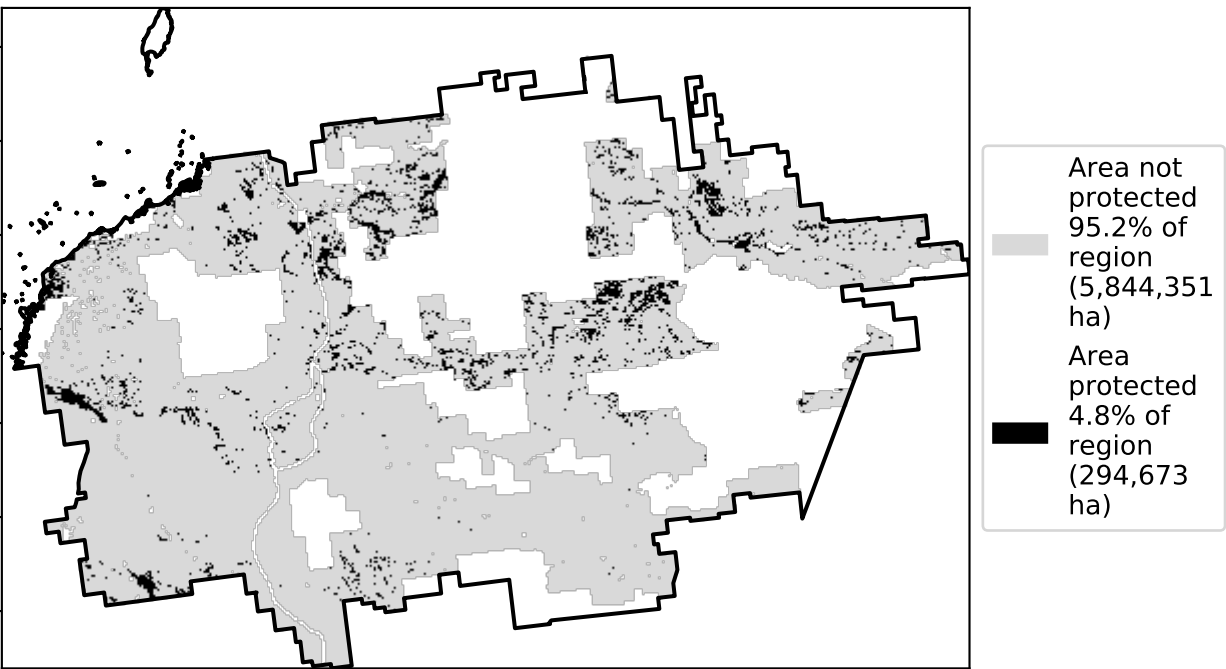 Area not
protected
95.2% of
region
(5,844,351
ha)
Area
protected
4.8% of
region
(294,673
ha)